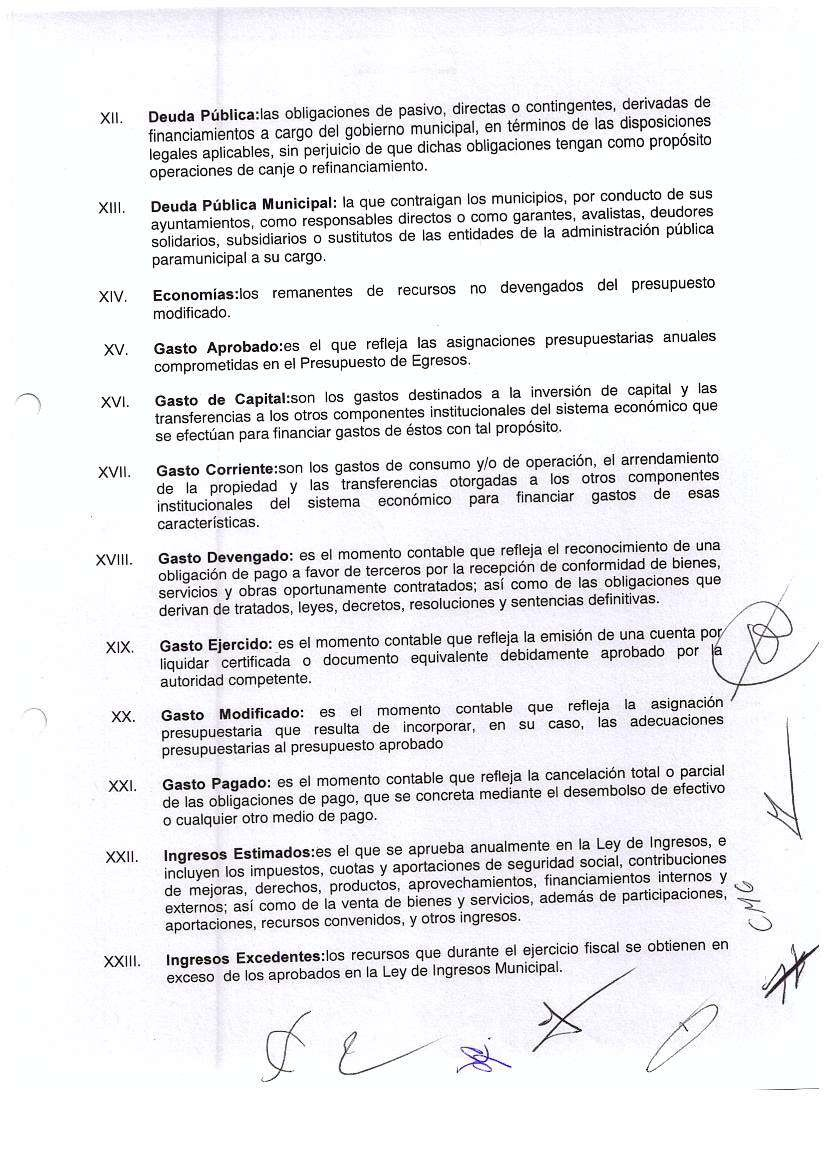 XII. Deuda Pública:las obligaciones de pasivo, directas o contingentes, derivadas de
financiamientos a cargo del gobierno municipal, en términos de las disposiciones
legales aplicables, sin perjuicio de que dichas obligaciones tengan como propósito
operaciones de canje o refinanciamiento.
XIII. Deuda Pública Municipal: la que contraigan los municipios, por conducto de sus
ayuntamientos, como responsables directos o como garantes, avalistas, deudores
solidarios, subsidiarios o sustitutos de las entidades de la administración pública
paramunicipal a su cargo.
XIV. Economías:los remanentes de recursos no devengados del presupuesto
modificado.
XV. Gasto Aprobado:es el que refleja las asignaciones presupuestarias anuales
comprometidas en el Presupuesto de Egresos.
XVI. Gasto de Capital:son los gastos destinados a la inversión de capital y las
transferencias a los otros componentes institucionales del sistema económico que
se efectúan para financiar gastos de éstos con tal propósito.
XVII. Gasto Corriente:son los gastos de consumo y/o de operación, el arrendamiento
de la propiedad y las transferencias otorgadas a los otros componentes
institucionales del sistema económico para financiar gastos de esas
características.
XVIII. Gasto Devengado: es el momento contable que refleja el reconocimiento de una
obligación de pago a favor de terceros por la recepción de conformidad de bienes,
servicios y obras oportunamente contratados; así como de las obligaciones que
derivan de tratados, leyes, decretos, resoluciones y sentencias definitivas.
XIX. Gasto Ejercido: es el momento contable que refleja la emisión de una cuenta por
liquidar certificada o documento equivalente debidamente aprobado por la
autoridad competente.
XX. Gasto Modificado: es el momento contable que refleja la asignación
presupuestaria que resulta de incorporar, en su caso, las adecuaciones
presupuestarias al presupuesto aprobado
XXI. Gasto Pagado: es el momento contable que refleja la cancelación total o parcial
de las obligaciones de pago, que se concreta mediante el desembolso de efectivo
o cualquier otro medio de pago.
XXII. Ingresos Estimados:es el que se aprueba anualmente en la Ley de Ingresos, e
incluyen los impuestos, cuotas y aportaciones de seguridad social, contribuciones
de mejoras, derechos, productos, aprovechamientos, financiamientos internos y
externos; así como de la venta de bienes y servicios, además de participaciones,
aportaciones, recursos convenidos, y otros ingresos.
CMG
XXIII. Ingresos Excedentes:los recursos que durante el ejercicio fiscal se obtienen en
exceso de los aprobados en la Ley de Ingresos Municipal.